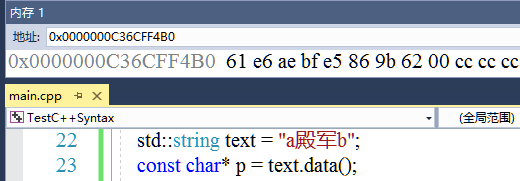 内存 1
地址: 0x0000000C36CFF4B0
0x0000000C36CFF4B0 61 e6 ae bf e5 86 9b 62 00 cc cc cc
main.cpp
TestC++Syntax (全局范围)
22 std::string text = "a殿军b";
23 const char* p = text.data();